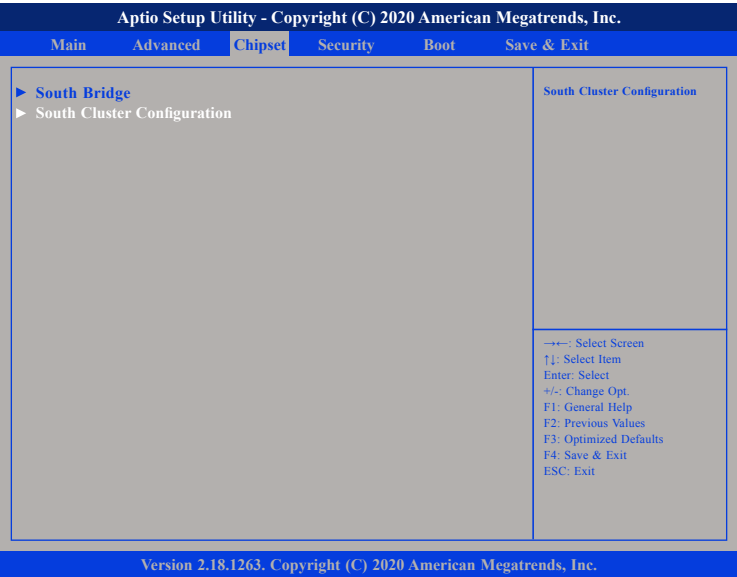 Aptio Setup Utility - Copyright (C) 2020 American Megatrends, Inc.
Main Advanced Chipset Security Boot Save & Exit
► South Bridge
► South Cluster Configuration
South Cluster Configuration
→←: Select Screen
↑↓: Select Item
Enter: Select
+/-: Change Opt.
F1: General Help
F2: Previous Values
F3: Optimized Defaults
F4: Save & Exit
ESC: Exit
Version 2.18.1263. Copyright (C) 2020 American Megatrends, Inc.